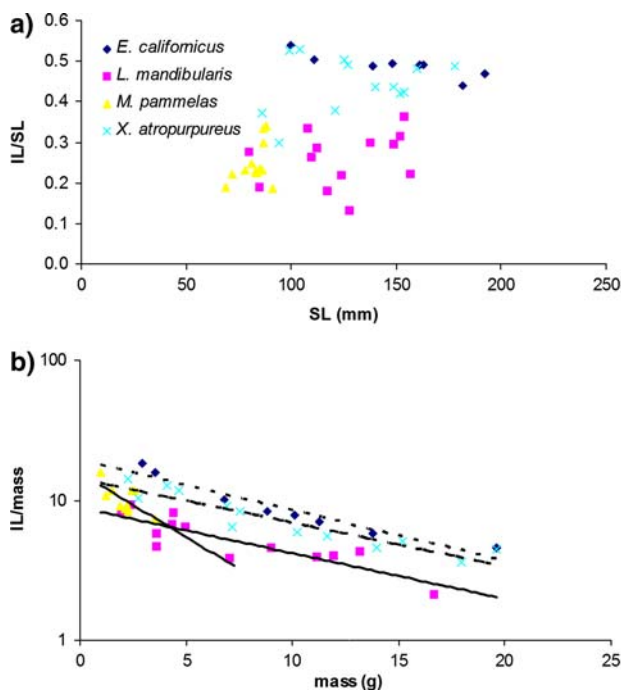 a)
0.6
0.5
0.4
0.3
0.2
0.1
0.0
IL/SL
E. califomicus
L. mandibularis
M. pammelas
X. atropurpureus
0 50 100 150 200 250
SL (mm)
b)
100
10
1
IL/mass
0 5 10 15 20 25
mass (g)